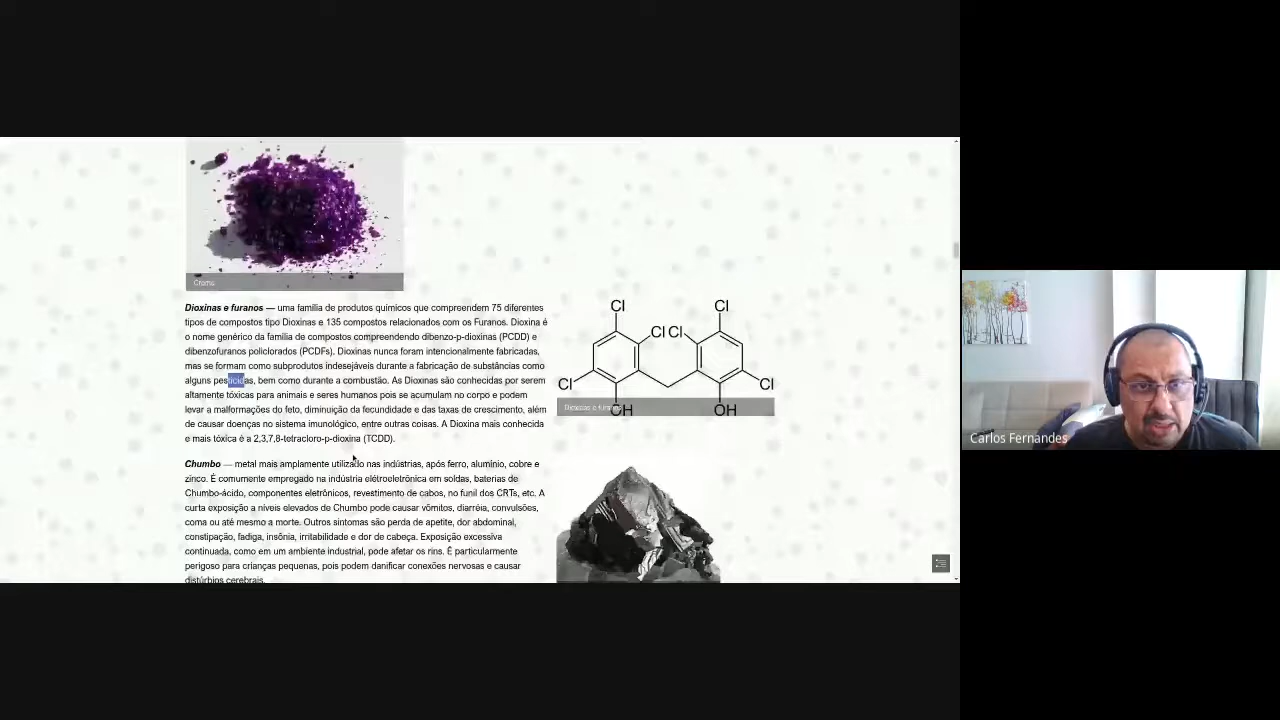 Cromo
Dioxinas e furanos — uma família de produtos químicos que compreendem 75 diferentes
tipos de compostos tipo Dioxinas e 135 compostos relacionados com os Furanos. Dioxina é
o nome genérico da família de compostos compreendendo dibenzo-p-dioxinas (PCDD) e
dibenzofuranos policlorados (PCDFs). Dioxinas nunca foram intencionalmente fabricadas,
mas se formam como subprodutos indesejáveis durante a fabricação de substâncias como
alguns pesticidas, bem como durante a combustão. As Dioxinas são conhecidas por serem
altamente tóxicas para animais e seres humanos pois se acumulam no corpo e podem
levar a malformações do feto, diminuição da fecundidade e das taxas de crescimento, além
de causar doenças no sistema imunológico, entre outras coisas. A Dioxina mais conhecida
e mais tóxica é a 2,3,7,8-tetracloro-p-dioxina (TCDD).
Cl Cl
Cl Cl
Cl Cl
OH OH
Dioxinas e furanos
Chumbo — metal mais amplamente utilizado nas indústrias, após ferro, alumínio, cobre e
zinco. É comumente empregado na indústria elétroeletrônica em soldas, baterias de
Chumbo-ácido, componentes eletrônicos, revestimento de cabos, no funil dos CRTs, etc. A
curta exposição a níveis elevados de Chumbo pode causar vômitos, diarréia, convulsões,
coma ou até mesmo a morte. Outros sintomas são perda de apetite, dor abdominal,
constipação, fadiga, insônia, irritabilidade e dor de cabeça. Exposição excessiva
continuada, como em um ambiente industrial, pode afetar os rins. É particularmente
perigoso para crianças pequenas, pois podem danificar conexões nervosas e causar
distúrbios cerebrais.
Carlos Fernandes